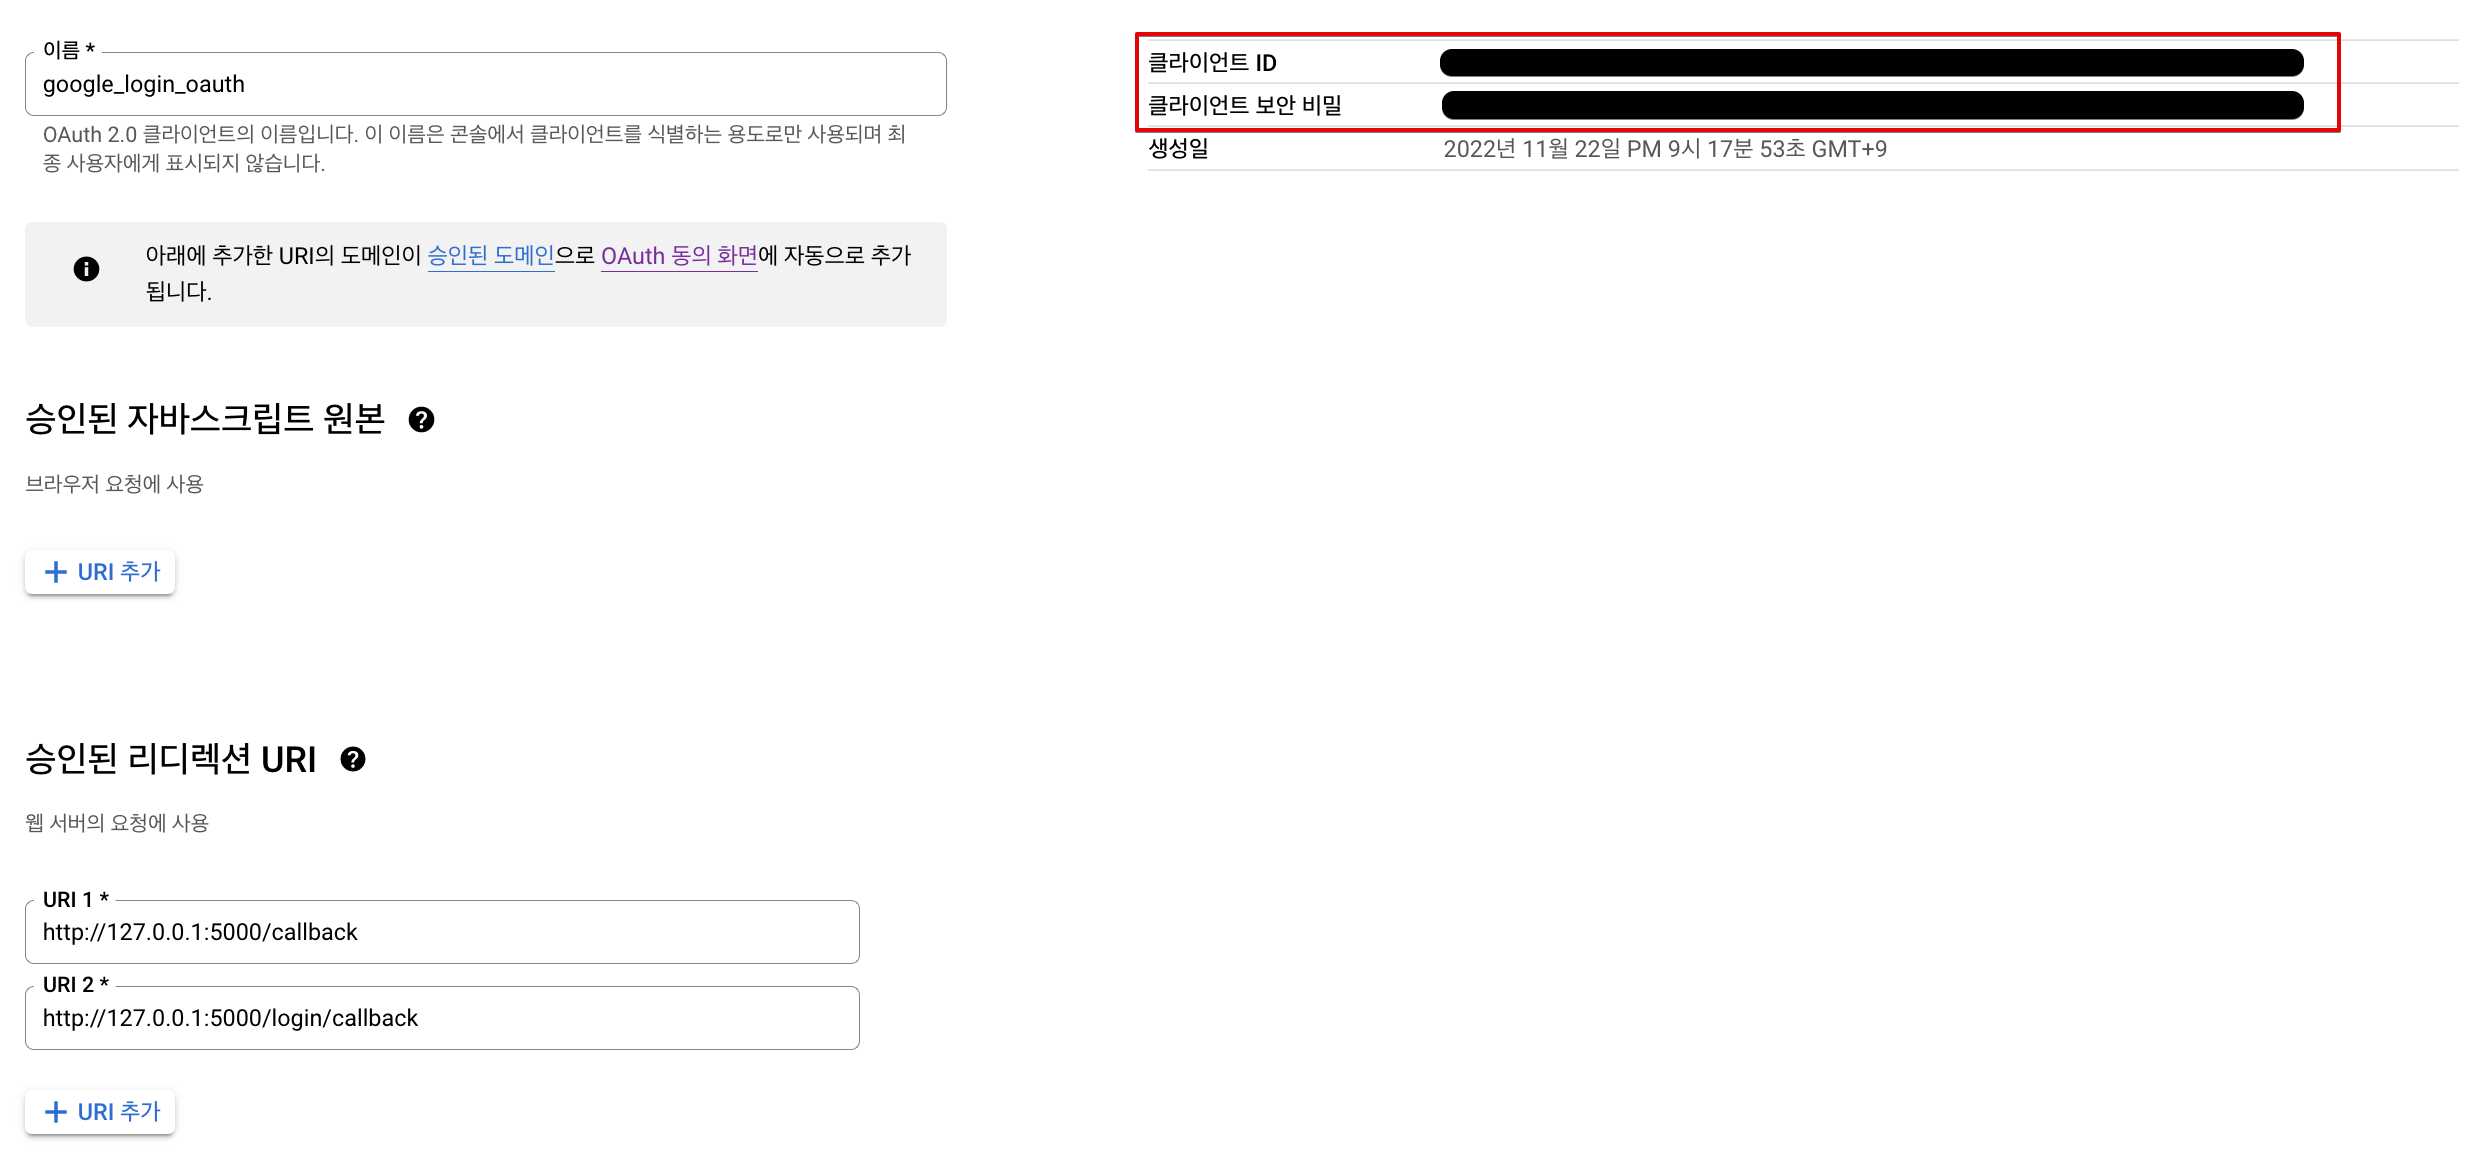 이름 *
google_login_oauth
OAuth 2.0 클라이언트의 이름입니다. 이 이름은 콘솔에서 클라이언트를 식별하는 용도로만 사용되며 최
종 사용자에게 표시되지 않습니다.
아래에 추가한 URI의 도메인이 승인된 도메인으로 OAuth 동의 화면에 자동으로 추가
됩니다.
승인된 자바스크립트 원본
브라우저 요청에 사용
URI 추가
승인된 리디렉션 URI
웹 서버의 요청에 사용
URI 1 *
http://127.0.0.1:5000/callback
URI 2 *
http://127.0.0.1:5000/login/callback
URI 추가
클라이언트 ID
클라이언트 보안 비밀
생성일 2022년 11월 22일 PM 9시 17분 53초 GMT+9